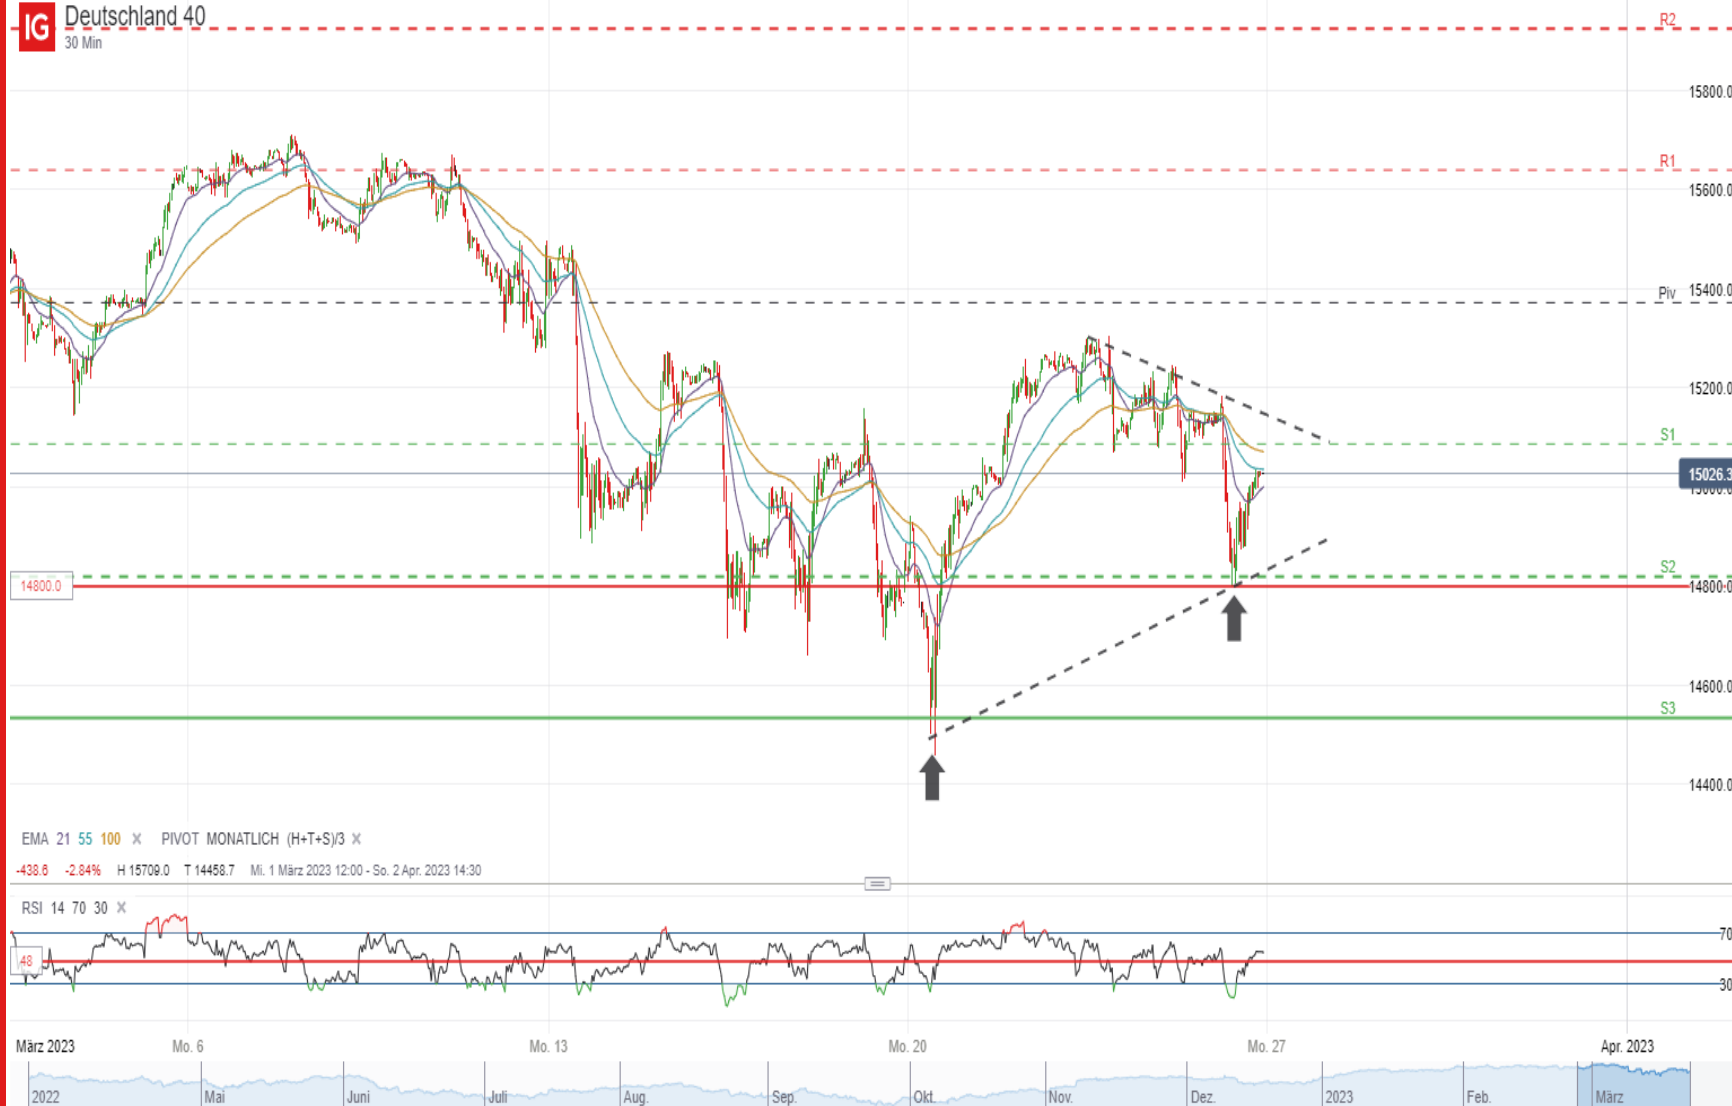 IG Deutschland 40
30 Min
R2
15800.0
R1
15600.0
Piv
15400.0
15200.0
S1
15026.3
15000.0
S2
14800.0
14800.0
14600.0
S3
14400.0
EMA 21 55 100 PIVOT MONATLICH (H+T+S)/3
-438.6 -2.84% H 15709.0 T 14458.7 Mi. 1 März 2023 12:00 - So. 2 Apr. 2023 14:30
RSI 14 70 30
70
48
30
März 2023 Mo. 6 Mo. 13 Mo. 20 Mo. 27 Apr. 2023
2022 Mai Juni Juli Aug. Sep. Okt. Nov. Dez. 2023 Feb. März